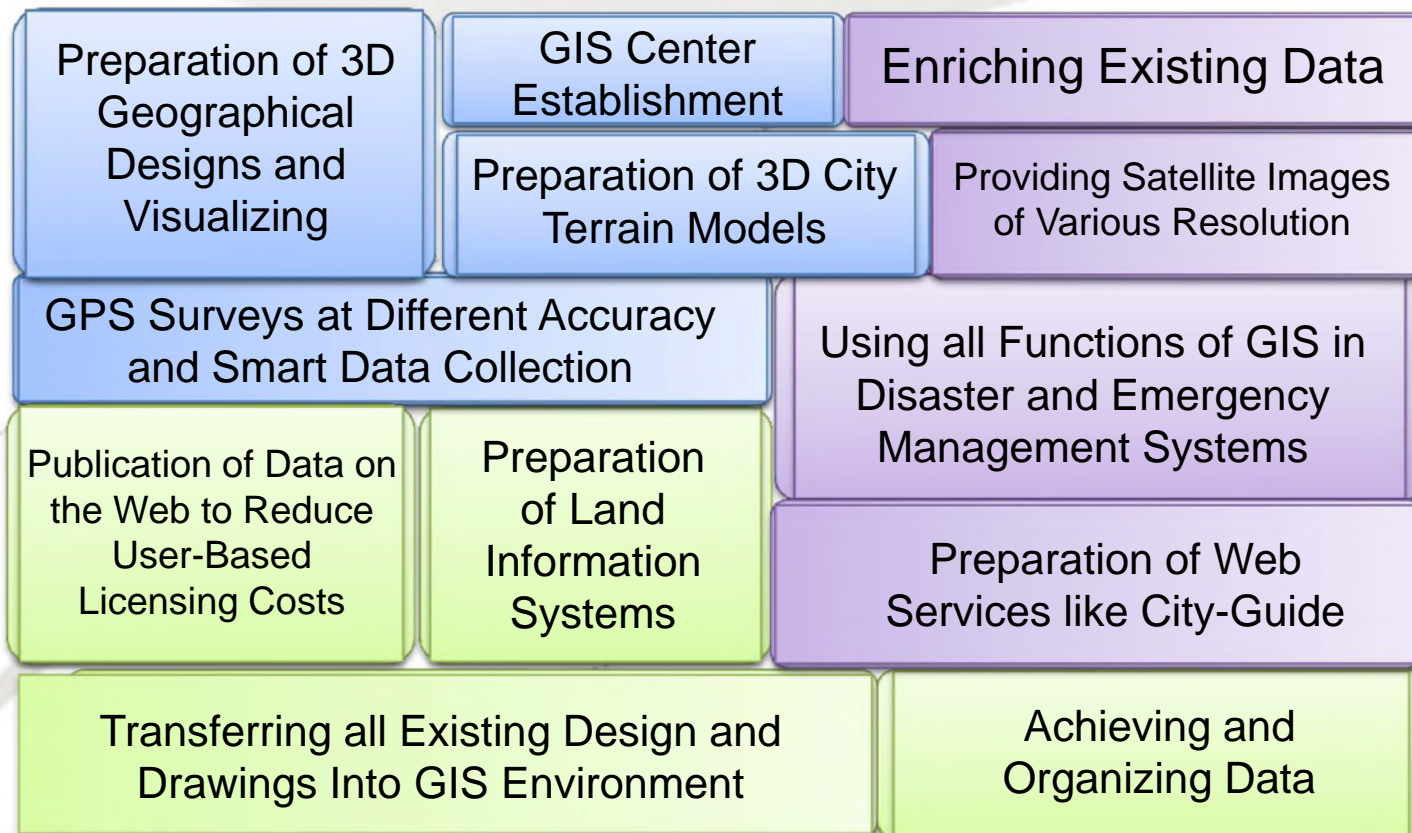 Preparation of 3D
Geographical
Designs and
Visualizing
GIS Center
Establishment
Enriching Existing Data
Preparation of 3D City
Terrain Models
Providing Satellite Images
of Various Resolution
GPS Surveys at Different Accuracy
and Smart Data Collection
Using all Functions of GIS in
Disaster and Emergency
Management Systems
Publication of Data on
the Web to Reduce
User-Based
Licensing Costs
Preparation
of Land
Information
Systems
Preparation of Web
Services like City-Guide
Transferring all Existing Design and
Drawings Into GIS Environment
Achieving and
Organizing Data